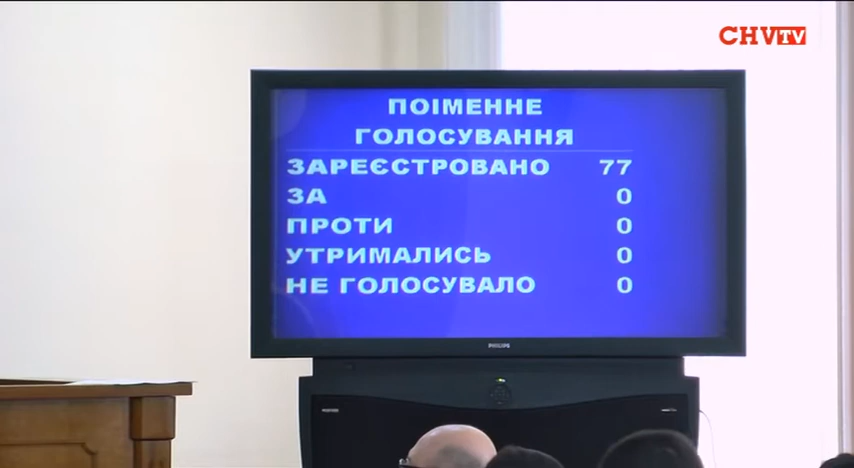 CHVTV
ПОІМЕННЕ
ГОЛОСУВАННЯ
ЗАРЕЄСТРОВАНО 77
ЗА 0
ПРОТИ 0
УТРИМАЛИСЬ 0
НЕ ГОЛОСУВАЛО 0
PHILIPS